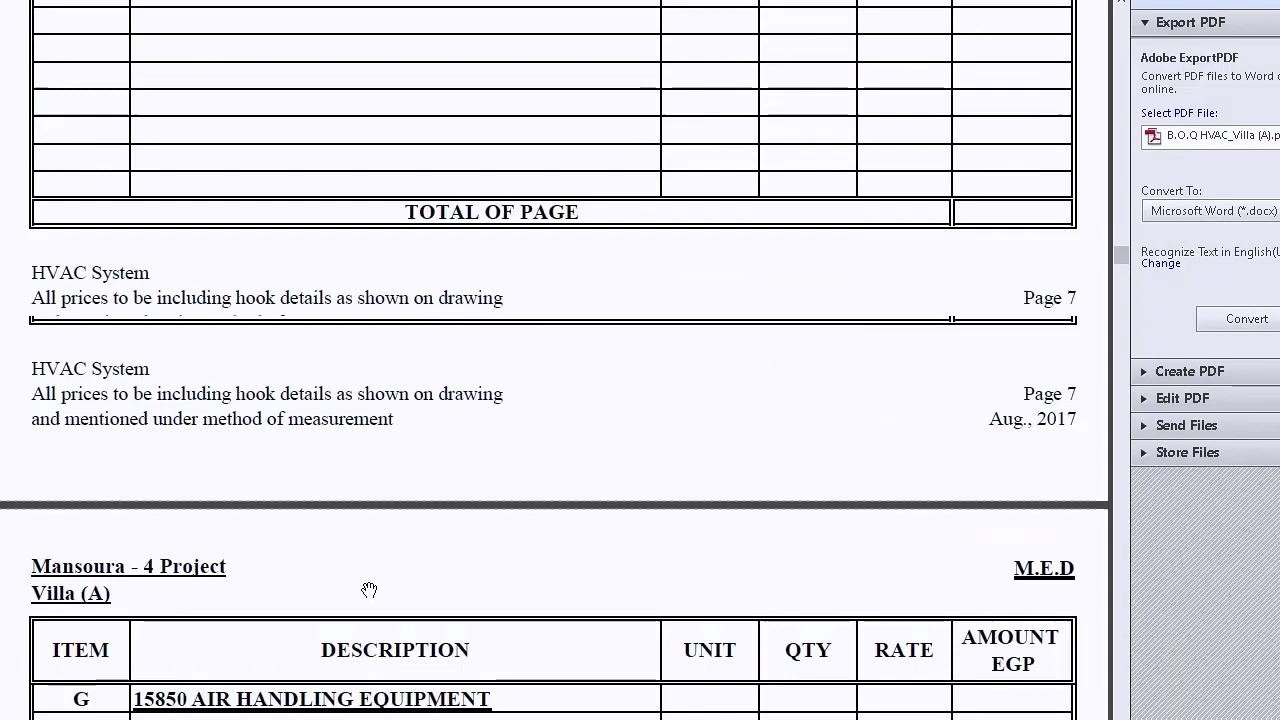 TOTAL OF PAGE
HVAC System
All prices to be including hook details as shown on drawing
Page 7
HVAC System
All prices to be including hook details as shown on drawing
Page 7
and mentioned under method of measurement
Aug., 2017
Mansoura - 4 Project
M.E.D
Villa (A)
ITEM DESCRIPTION UNIT QTY RATE AMOUNT
EGP
G 15850 AIR HANDLING EQUIPMENT
Export PDF
Adobe ExportPDF
Convert PDF files to Word
online.
Select PDF File:
B.O.Q HVAC_Villa (A).p
Convert To:
Microsoft Word (*.docx)
Recognize Text in English(
Change
Convert
Create PDF
Edit PDF
Send Files
Store Files